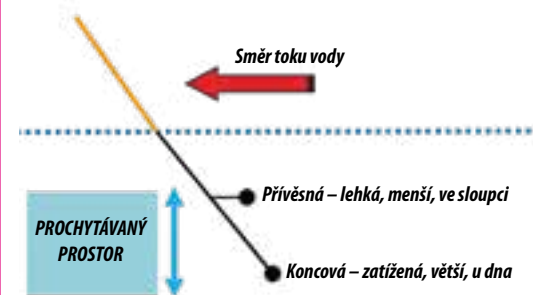 Směr toku vody
Přívěsná – lehká, menší, ve sloupci
PROCHYTÁVANÝ
PROSTOR
Koncová – zatížená, větší, u dna